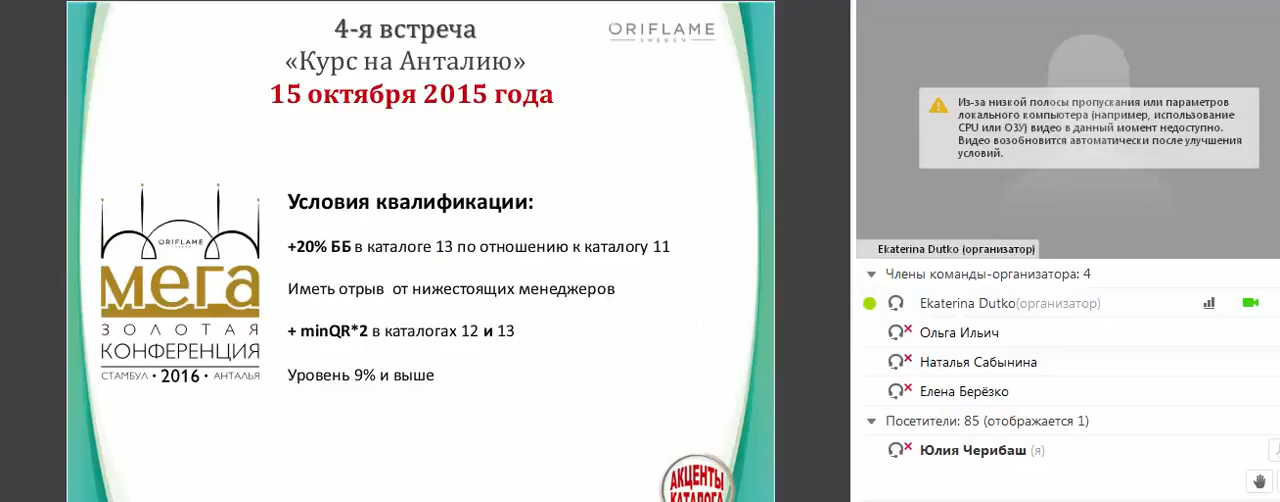 4-я встреча
«Курс на Анталию»
15 октября 2015 года
ORIFLAME
SWEDEN
Условия квалификации:
+20% ББ в каталоге 13 по отношению к каталогу 11
Иметь отрыв от нижестоящих менеджеров
+ minQR*2 в каталогах 12 и 13
Уровень 9% и выше
ORIFLAME
мега
ЗОЛОТАЯ
КОНФЕРЕНЦИЯ
СТАМБУЛ • 2016 • АНТАЛЬЯ
АКЦЕНТЫ
КАТАЛОГА
Из-за низкой полосы пропускания или параметров
локального компьютера (например, использование
CPU или ОЗУ) видео в данный момент недоступно.
Видео возобновится автоматически после улучшения
условий.
Ekaterina Dutko (организатор)
Члены команды-организатора: 4
Ekaterina Dutko(организатор)
Ольга Ильич
Наталья Сабынина
Елена Берёзко
Посетители: 85 (отображается 1)
Юлия Черибаш (я)